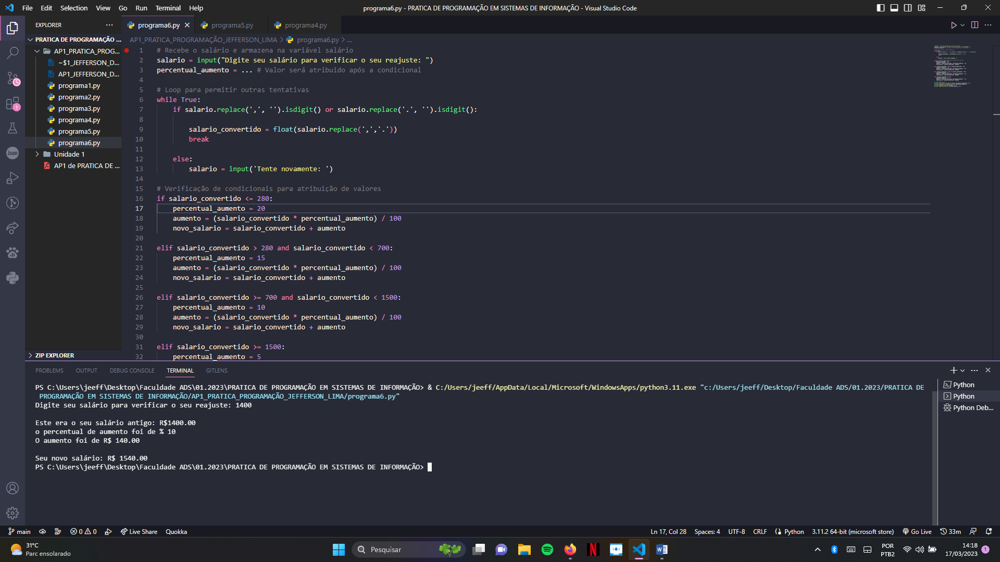 File Edit Selection View Go Run Terminal Help
programa6.py - PRATICA DE PROGRAMAÇÃO EM SISTEMAS DE INFORMAÇÃO - Visual Studio Code
EXPLORER
PRATICA DE PROGRAMAÇÃO ...
AP1_PRATICA_PROG...
~$1_JEFFERSON_D...
AP1_JEFFERSON_D...
programa1.py
programa2.py
programa3.py
programa4.py
programa5.py
programa6.py
Unidade 1
AP1 de PRATICA DE ...
ZIP EXPLORER
Json
1
programa6.py programa5.py programa4.py
AP1_PRATICA_PROGRAMAÇÃO_JEFFERSON_LIMA > programa6.py > ...
1 # Recebe o salário e armazena na variável salário
2 salario = input("Digite seu salário para verificar o seu reajuste: ")
3 percentual_aumento = ... # Valor será atribuido após a condicional
4
5 # Loop para permitir outras tentativas
6 while True:
7 if salario.replace(',', '').isdigit() or salario.replace('.', '').isdigit():
8
9 salario_convertido = float(salario.replace(',','.'))
10 break
11
12 else:
13 salario = input('Tente novamente: ')
14
15 # Verificação de condicionais para atribuição de valores
16 if salario_convertido <= 280:
17 percentual_aumento = 20
18 aumento = (salario_convertido * percentual_aumento) / 100
19 novo_salario = salario_convertido + aumento
20
21 elif salario_convertido > 280 and salario_convertido < 700:
22 percentual_aumento = 15
23 aumento = (salario_convertido * percentual_aumento) / 100
24 novo_salario = salario_convertido + aumento
25
26 elif salario_convertido >= 700 and salario_convertido < 1500:
27 percentual_aumento = 10
28 aumento = (salario_convertido * percentual_aumento) / 100
29 novo_salario = salario_convertido + aumento
30
31 elif salario_convertido >= 1500:
32 percentual_aumento = 5
PROBLEMS OUTPUT DEBUG CONSOLE TERMINAL GITLENS
PS C:\Users\jeeff\Desktop\Faculdade ADS\01.2023\PRATICA DE PROGRAMAÇÃO EM SISTEMAS DE INFORMAÇÃO> & C:/Users/jeeff/AppData/Local/Microsoft/WindowsApps/python3.11.exe "c:/Users/jeeff/Desktop/Faculdade ADS/01.2023/PRATICA DE
PROGRAMAÇÃO EM SISTEMAS DE INFORMAÇÃO/AP1_PRATICA_PROGRAMAÇÃO_JEFFERSON_LIMA/programa6.py"
Digite seu salário para verificar o seu reajuste: 1400
Este era o seu salário antigo: R$1400.00
o percentual de aumento foi de % 10
O aumento foi de R$ 140.00
Seu novo salário: R$ 1540.00
PS C:\Users\jeeff\Desktop\Faculdade ADS\01.2023\PRATICA DE PROGRAMAÇÃO EM SISTEMAS DE INFORMAÇÃO>
Python
Python
Python Deb...
main 0 0 Live Share Quokka
Ln 17, Col 28 Spaces: 4 UTF-8 CRLF Python 3.11.2 64-bit (microsoft store) Go Live 33m
31°C
Parc ensolarado
Pesquisar
POR
PTB2
14:18
17/03/2023
1